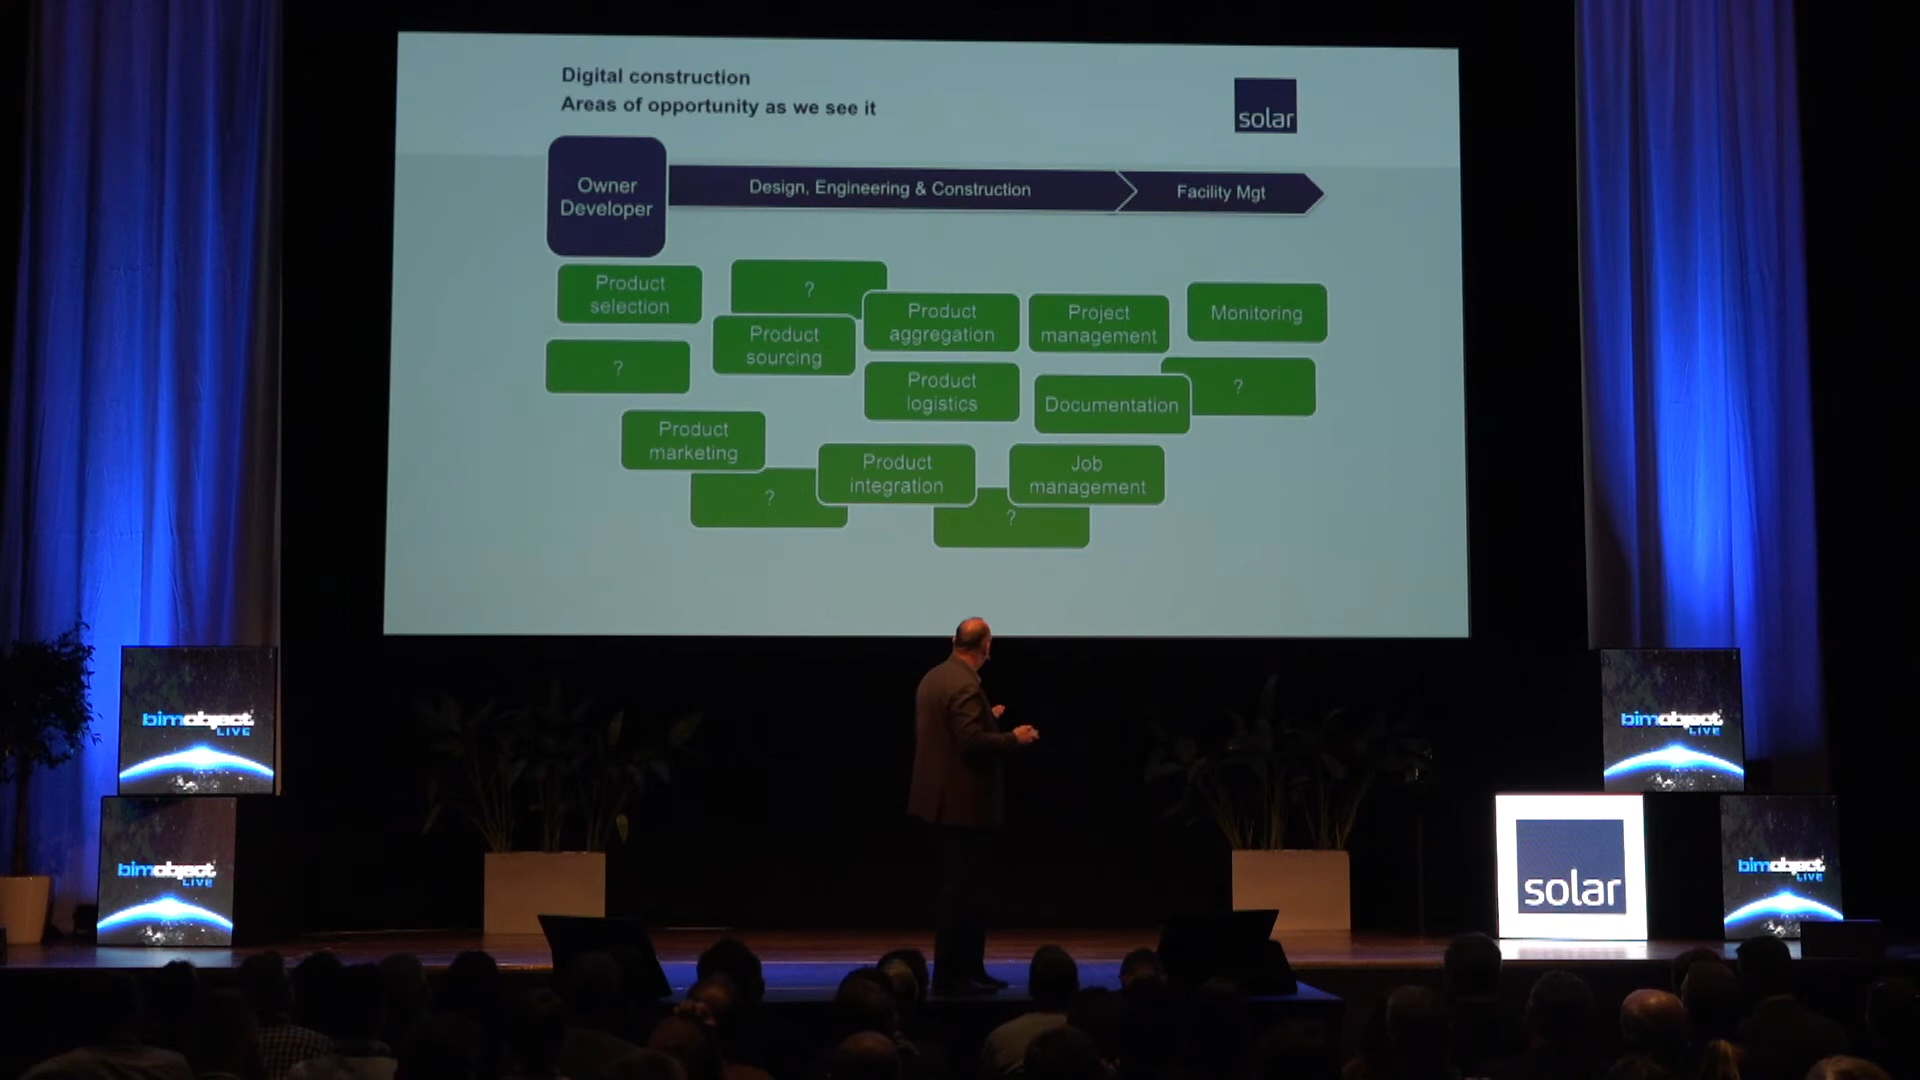 Digital construction
Areas of opportunity as we see it
solar
Owner
Developer
Design, Engineering & Construction
Facility Mgt
Product
selection
?
Product
sourcing
Product
aggregation
Project
management
Monitoring
?
Product
logistics
Documentation
?
Product
marketing
?
Product
integration
Job
management
?
bimobject
LIVE
bimobject
LIVE
bimobject
LIVE
solar
bimobject
LIVE